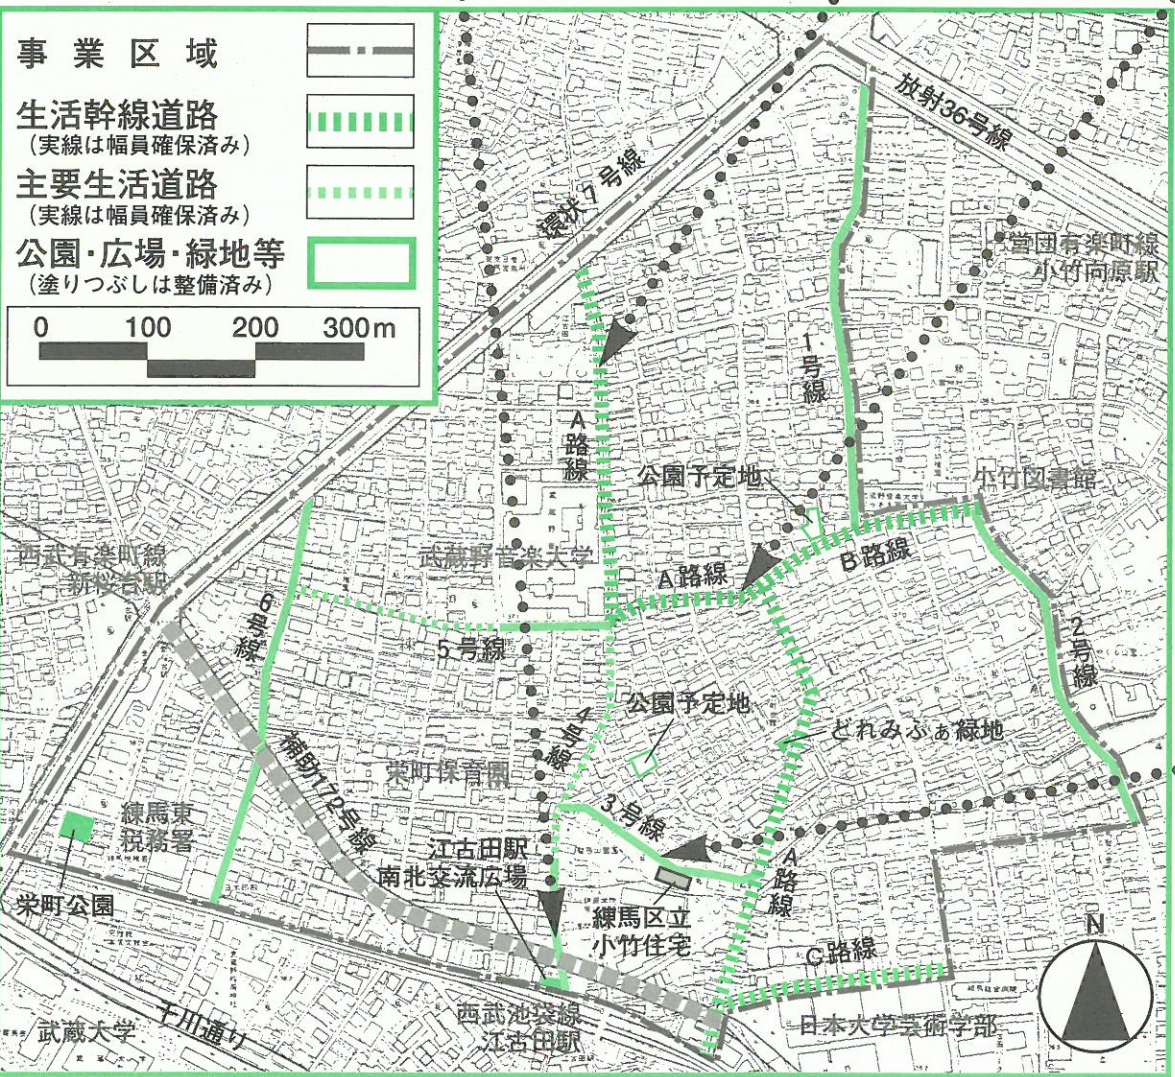 事業区域
生活幹線道路
(実線は幅員確保済み)
主要生活道路
(実線は幅員確保済み)
公園・広場・緑地等
(塗りつぶしは整備済み)
0 100 200 300m
放射36号線
環状7号線
営団有楽町線
小竹向原駅
1号線
A路線
公園予定地
小竹図書館
西武有楽町線
新桜台駅
武蔵野音楽大学
A路線
B路線
6号線
5号線
2号線
公園予定地
4号線
どれみふぁ緑地
補助172号線
栄町保育園
3号線
練馬東
税務署
江古田駅
南北交流広場
A路線
栄町公園
練馬区立
小竹住宅
N
C路線
西武池袋線
江古田駅
日本大学芸術学部
武蔵大学
千川通り